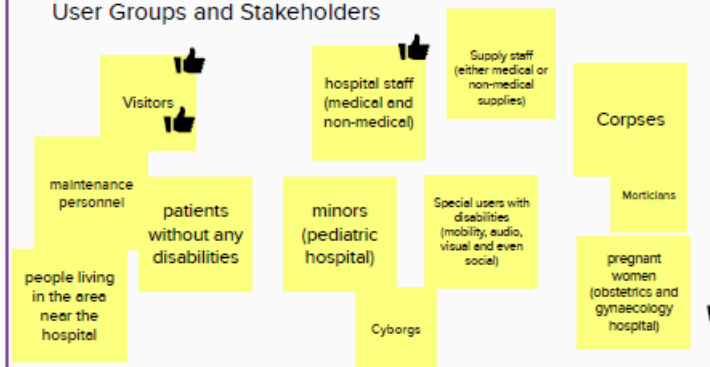 User Groups and Stakeholders
Visitors
hospital staff
(medical and
non-medical)
Supply staff
(either medical or
non-medical
supplies)
Corpses
maintenance
personnel
patients
without any
disabilities
minors
(pediatric
hospital)
Special users with
disabilities
(mobility, audio,
visual and even
social)
Morticians
people living
in the area
near the
hospital
Cyborgs
pregnant
women
(obstetrics and
gynaecology
hospital)